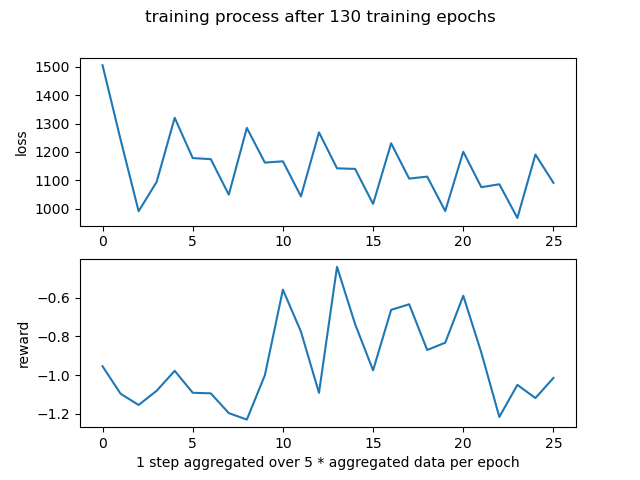 training process after 130 training epochs
1500
1400
1300
1200
1100
1000
loss
0 5 10 15 20 25
−0.6
−0.8
−1.0
−1.2
reward
0 5 10 15 20 25
1 step aggregated over 5 * aggregated data per epoch